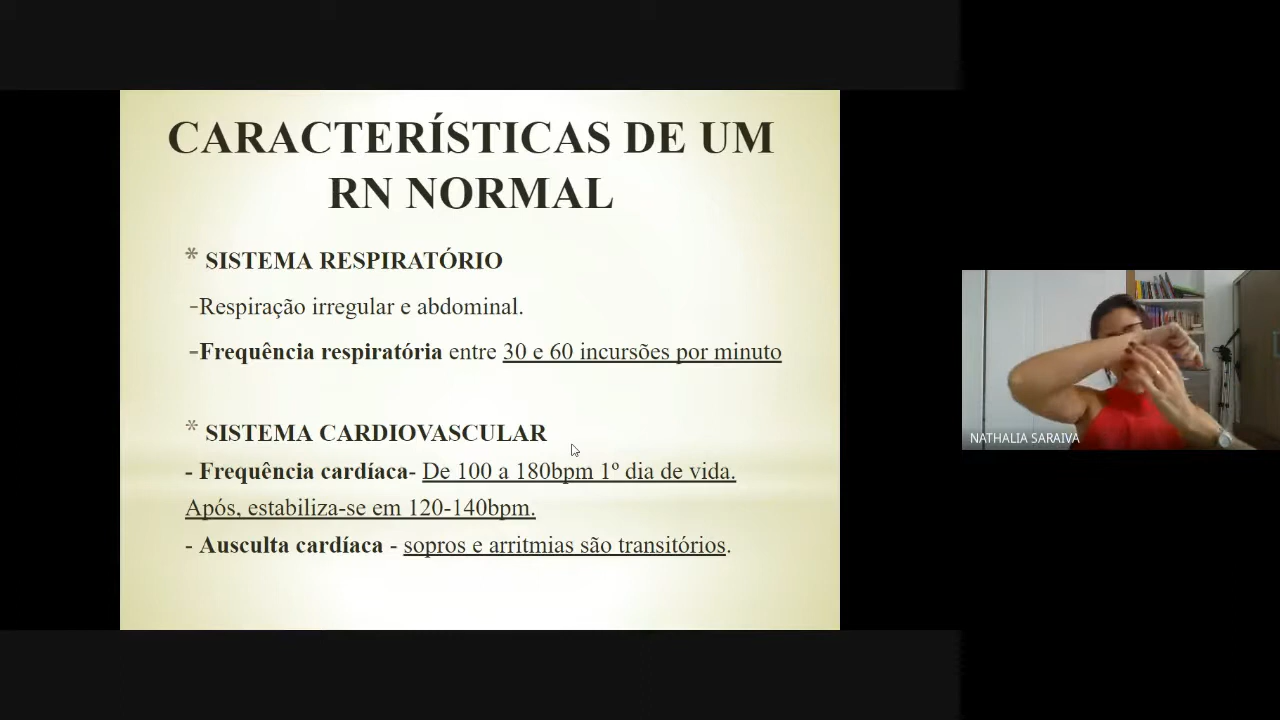 CARACTERÍSTICAS DE UM
RN NORMAL
* SISTEMA RESPIRATÓRIO
-Respiração irregular e abdominal.
-Frequência respiratória entre 30 e 60 incursões por minuto
* SISTEMA CARDIOVASCULAR
- Frequência cardíaca- De 100 a 180bpm 1º dia de vida.
Após, estabiliza-se em 120-140bpm.
- Ausculta cardíaca - sopros e arritmias são transitórios.
NATHALIA SARAIVA